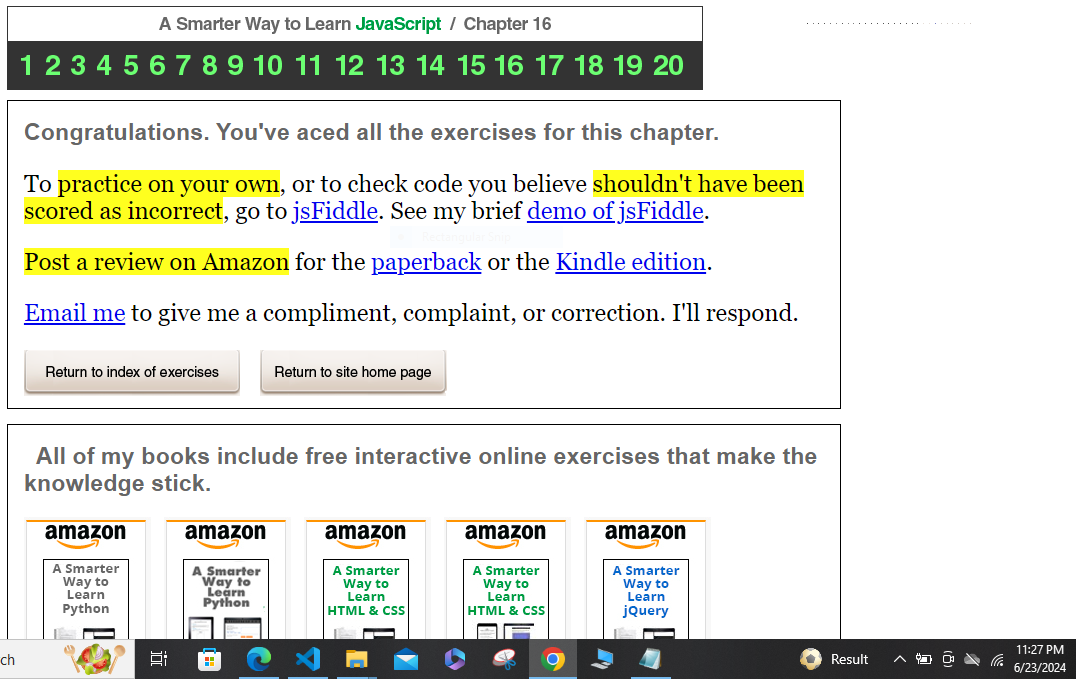 A Smarter Way to Learn JavaScript / Chapter 16
1 2 3 4 5 6 7 8 9 10 11 12 13 14 15 16 17 18 19 20
Congratulations. You've aced all the exercises for this chapter.
To practice on your own, or to check code you believe shouldn't have been
scored as incorrect, go to jsFiddle. See my brief demo of jsFiddle.
Rectangular Snip
Post a review on Amazon for the paperback or the Kindle edition.
Email me to give me a compliment, complaint, or correction. I'll respond.
Return to index of exercises Return to site home page
All of my books include free interactive online exercises that make the
knowledge stick.
amazon amazon amazon amazon amazon
A Smarter A Smarter A Smarter A Smarter A Smarter
Way to Way to Way to Way to Way to
Learn Learn Learn Learn Learn
Python Python HTML & CSS HTML & CSS jQuery
ch Result 11:27 PM
6/23/2024